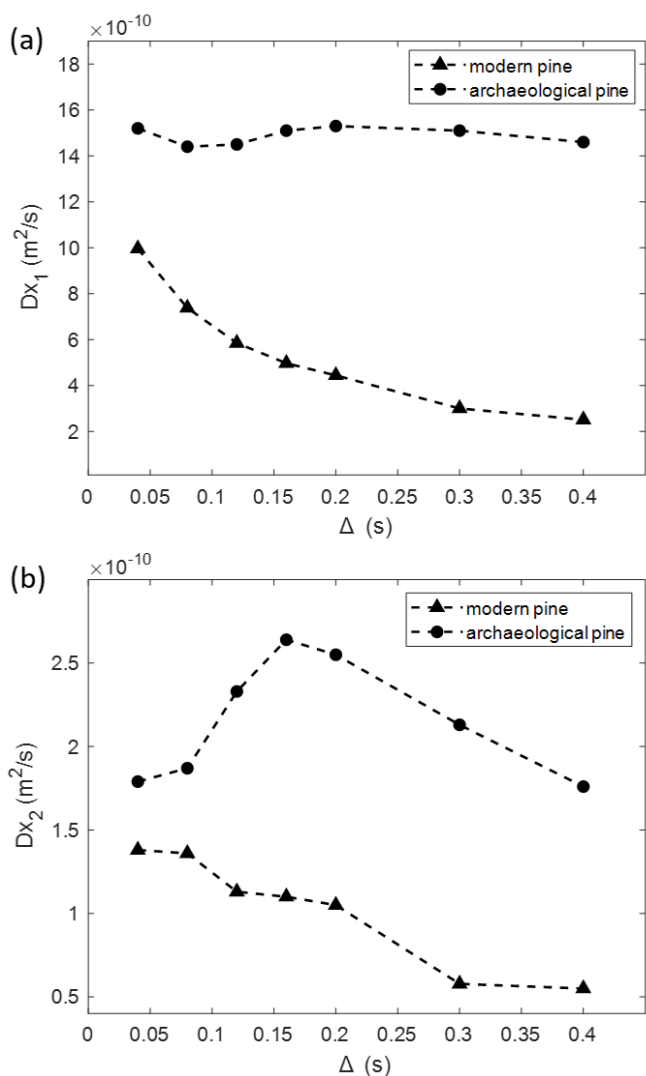 (a)
×10⁻¹⁰
18
16
14
12
10
8
6
4
2
Dx₁ (m²/s)
modern pine
archaeological pine
0 0.05 0.1 0.15 0.2 0.25 0.3 0.35 0.4
Δ (s)
(b)
×10⁻¹⁰
2.5
2
1.5
1
0.5
Dx₂ (m²/s)
modern pine
archaeological pine
0 0.05 0.1 0.15 0.2 0.25 0.3 0.35 0.4
Δ (s)